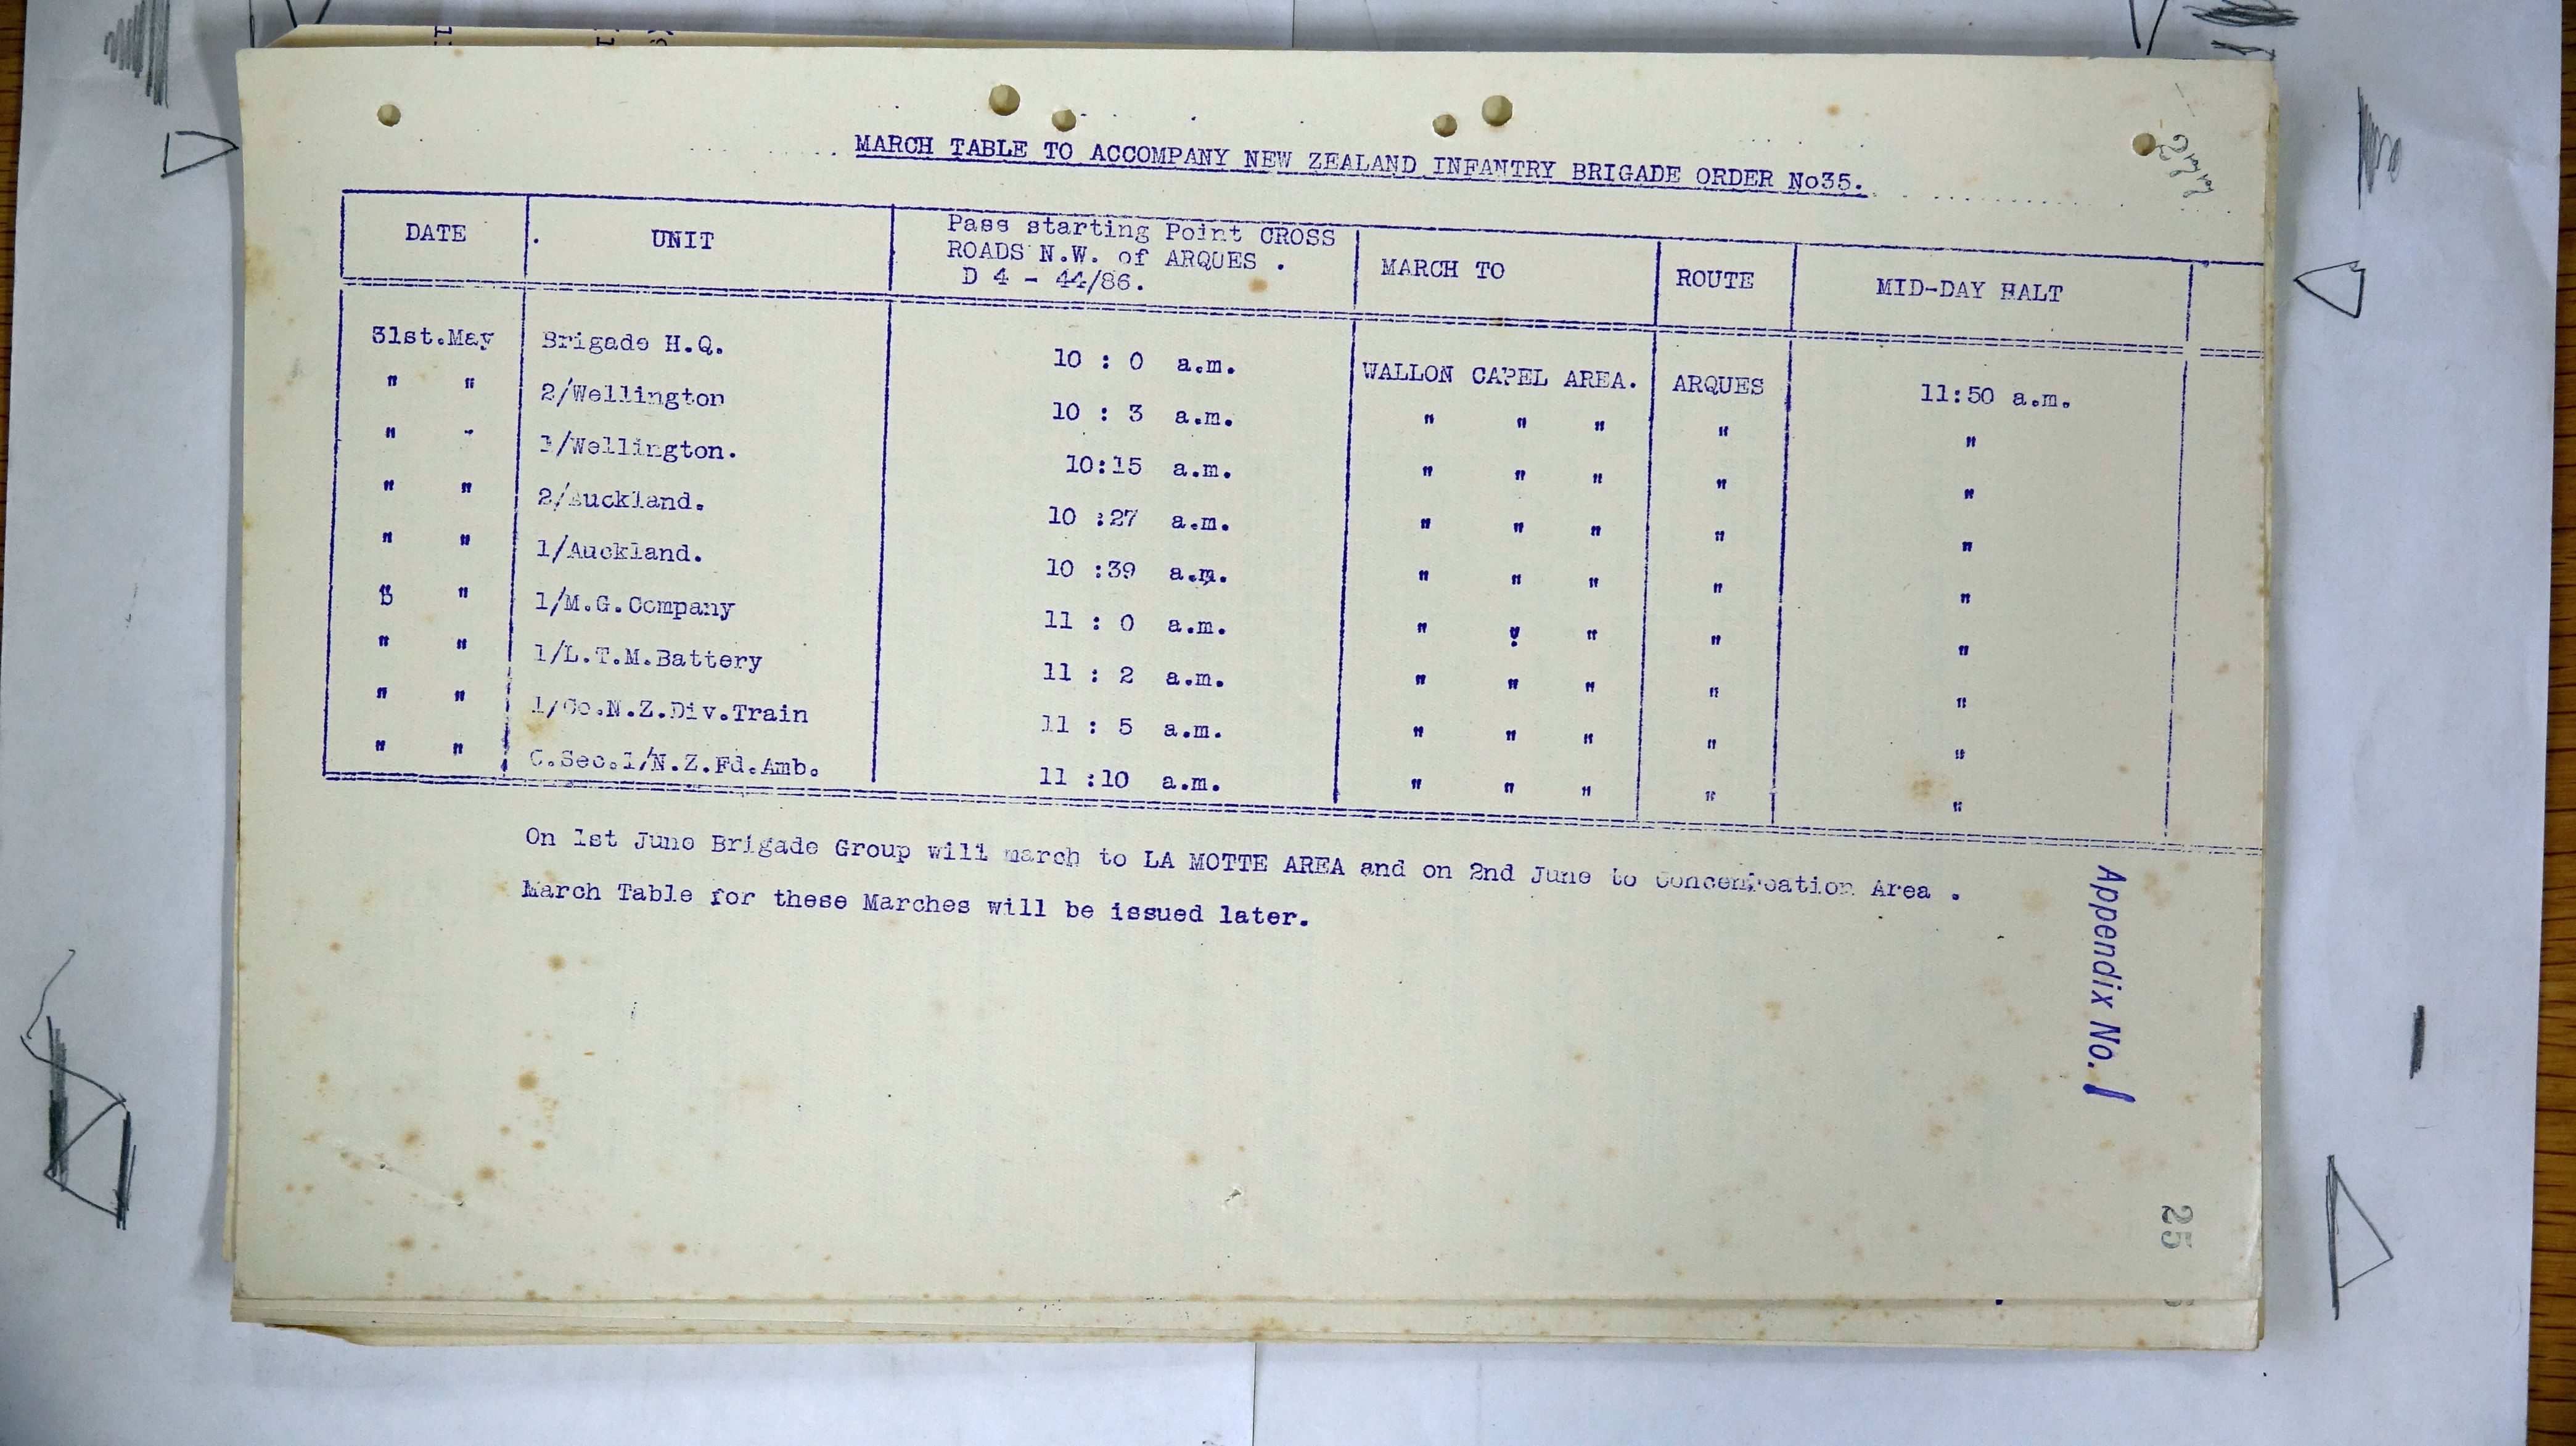 MARCH TABLE TO ACCOMPANY NEW ZEALAND INFANTRY BRIGADE ORDER No35.
DATE UNIT Pass starting Point CROSS ROADS N.W. of ARQUES . D 4 - 44/86. MARCH TO ROUTE MID-DAY HALT
31st.May Brigade H.Q. 10 : 0 a.m. WALLON CAPEL AREA. ARQUES 11:50 a.m.
" " 2/Wellington 10 : 3 a.m. " " " " "
" " 1/Wellington. 10:15 a.m. " " " " "
" " 2/Auckland. 10 :27 a.m. " " " " "
" " 1/Auckland. 10 :39 a.m. " " " " "
" " 1/M.G.Company 11 : 0 a.m. " " " " "
" " 1/L.T.M.Battery 11 : 2 a.m. " " " " "
" " 1/Co.N.Z.Div.Train 11 : 5 a.m. " " " " "
" " C.Sec.1/N.Z.Fd.Amb. 11 :10 a.m. " " " " "
On 1st June Brigade Group will march to LA MOTTE AREA and on 2nd June to Area .
March Table for these Marches will be issued later.
Appendix No. 1
25